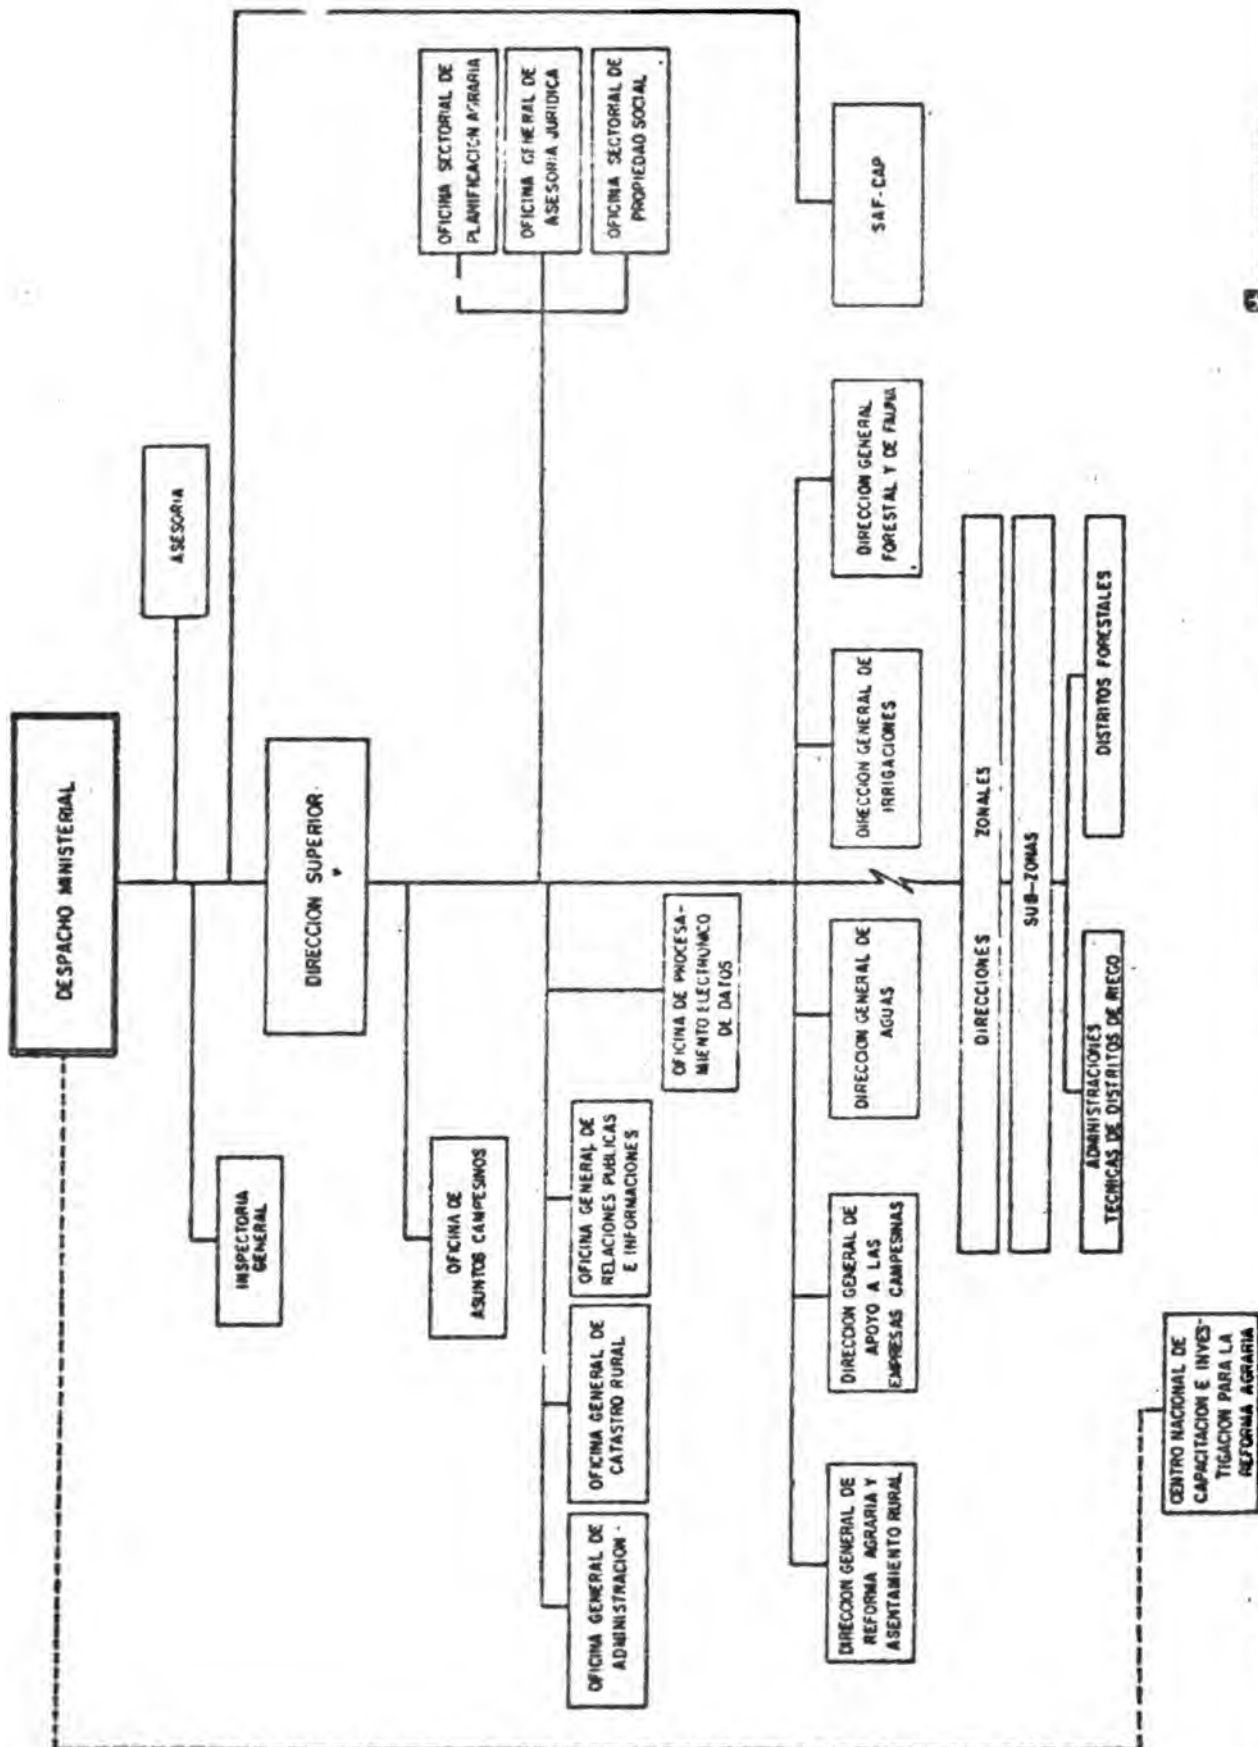 DESPACHO MINISTERIAL
ASESORIA
INSPECTORIA
GENERAL
DIRECCION SUPERIOR
OFICINA DE
ASUNTOS CAMPESINOS
OFICINA SECTORIAL DE
PLANIFICACION AGRARIA
OFICINA GENERAL DE
ASESORIA JURIDICA
OFICINA SECTORIAL DE
PROPIEDAD SOCIAL
OFICINA GENERAL DE
ADMINISTRACION
OFICINA GENERAL DE
CATASTRO RURAL
OFICINA GENERAL DE
RELACIONES PUBLICAS
E INFORMACIONES
OFICINA DE PROCESA-
MIENTO ELECTRONICO
DE DATOS
DIRECCION GENERAL DE
REFORMA AGRARIA Y
ASENTAMIENTO RURAL
DIRECCION GENERAL DE
APOYO A LAS
EMPRESAS CAMPESINAS
DIRECCION GENERAL DE
AGUAS
DIRECCION GENERAL DE
IRRIGACIONES
DIRECCION GENERAL
FORESTAL Y DE FAUNA
SAF-CAP
DIRECCIONES ZONALES
SUB-ZONAS
ADMINISTRACIONES
TECNICAS DE DISTRITOS DE RIEGO
DISTRITOS FORESTALES
CENTRO NACIONAL DE
CAPACITACION E INVES-
TIGACION PARA LA
REFORMA AGRARIA